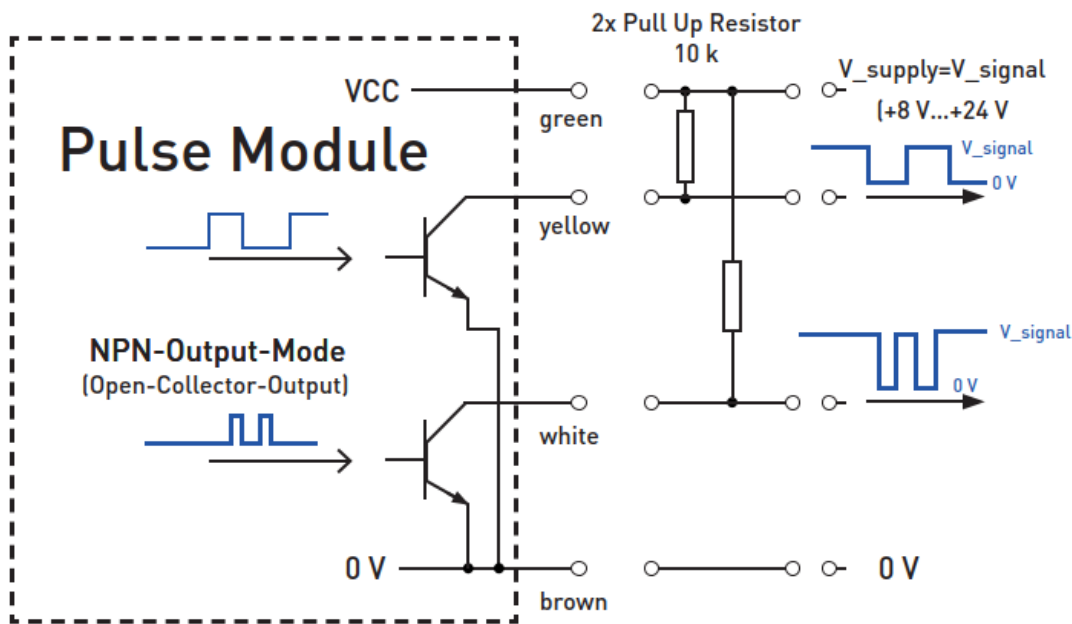 2x Pull Up Resistor
10 k
V_supply=V_signal
(+8 V...+24 V
VCC
green
Pulse Module
V_signal
0 V
yellow
NPN-Output-Mode
(Open-Collector-Output)
V_signal
0 V
white
0 V
0 V
brown